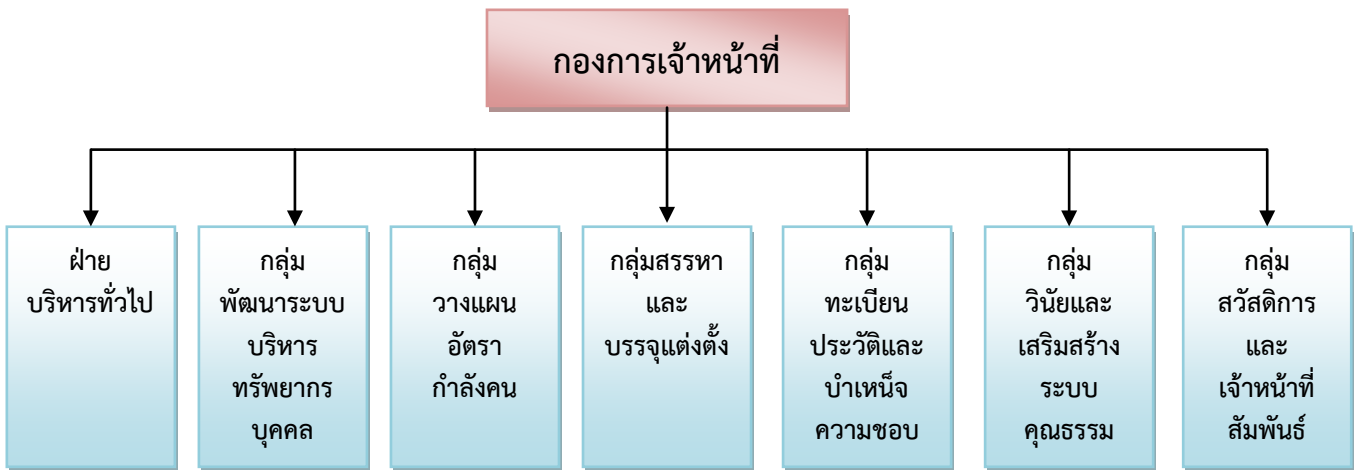 กองการเจ้าหน้าที่
ฝ่าย
บริหารทั่วไป
กลุ่ม
พัฒนาระบบ
บริหาร
ทรัพยากร
บุคคล
กลุ่ม
วางแผน
อัตรา
กำลังคน
กลุ่มสรรหา
และ
บรรจุแต่งตั้ง
กลุ่ม
ทะเบียน
ประวัติและ
บำเหน็จ
ความชอบ
กลุ่ม
วินัยและ
เสริมสร้าง
ระบบ
คุณธรรม
กลุ่ม
สวัสดิการ
และ
เจ้าหน้าที่
สัมพันธ์